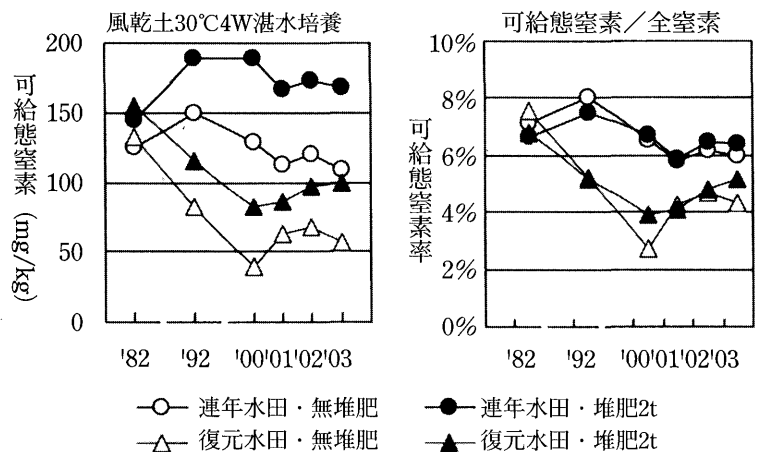 風乾土30℃4W湛水培養
200
150
100
50
0
可給態窒素 (mg/kg)
'82 '92 '00'01'02'03
可給態窒素／全窒素
10%
8%
6%
4%
2%
0%
可給態窒素率
'82 '92 '00'01'02'03
連年水田・無堆肥 連年水田・堆肥2t
復元水田・無堆肥 復元水田・堆肥2t